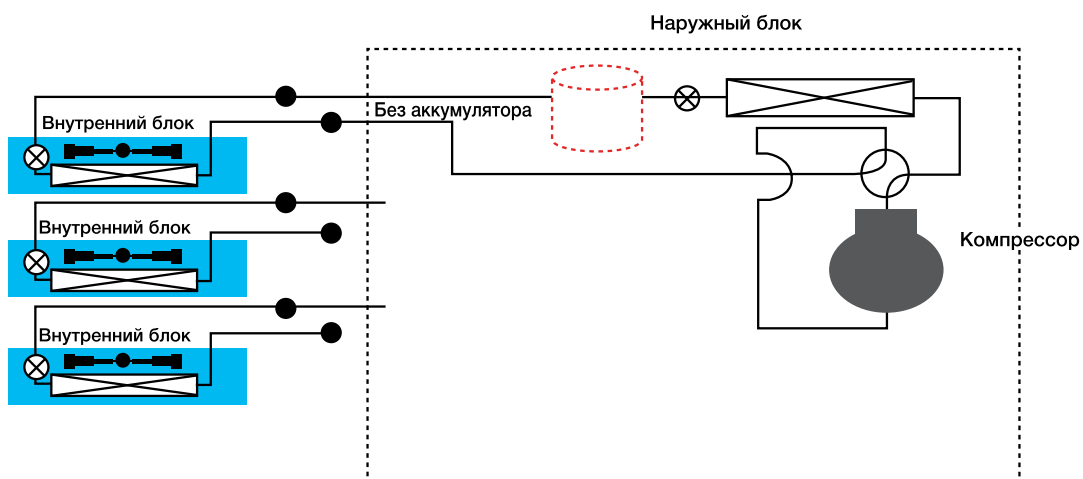 Наружный блок
Без аккумулятора
Внутренний блок
Внутренний блок
Компрессор
Внутренний блок